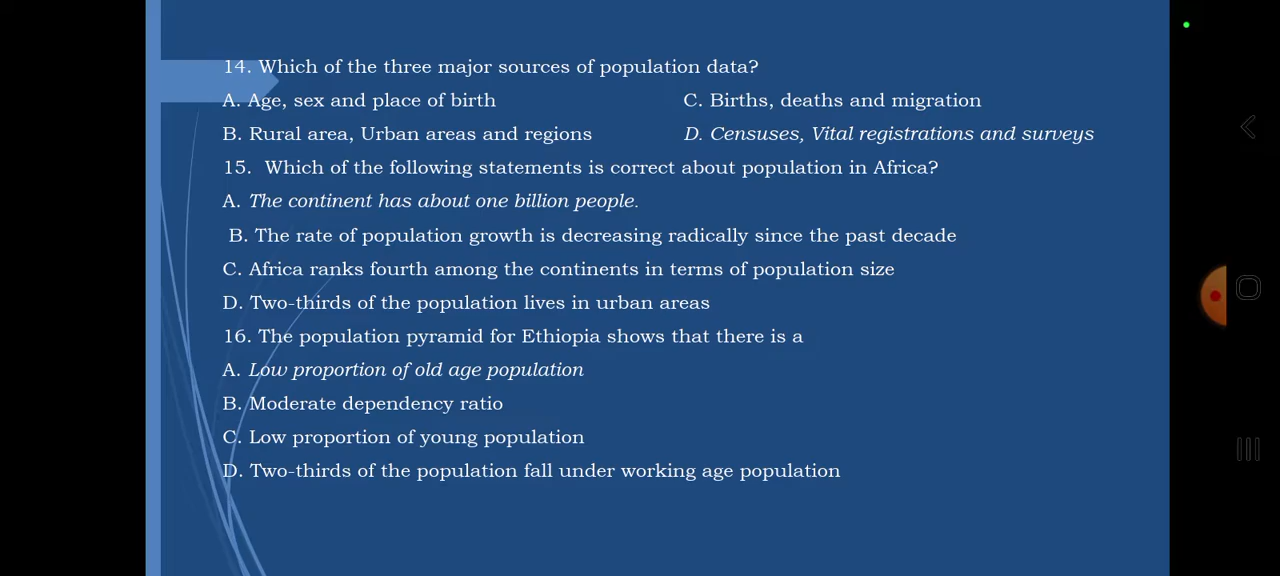 14. Which of the three major sources of population data?
A. Age, sex and place of birth C. Births, deaths and migration
B. Rural area, Urban areas and regions D. Censuses, Vital registrations and surveys
15. Which of the following statements is correct about population in Africa?
A. The continent has about one billion people.
B. The rate of population growth is decreasing radically since the past decade
C. Africa ranks fourth among the continents in terms of population size
D. Two-thirds of the population lives in urban areas
16. The population pyramid for Ethiopia shows that there is a
A. Low proportion of old age population
B. Moderate dependency ratio
C. Low proportion of young population
D. Two-thirds of the population fall under working age population